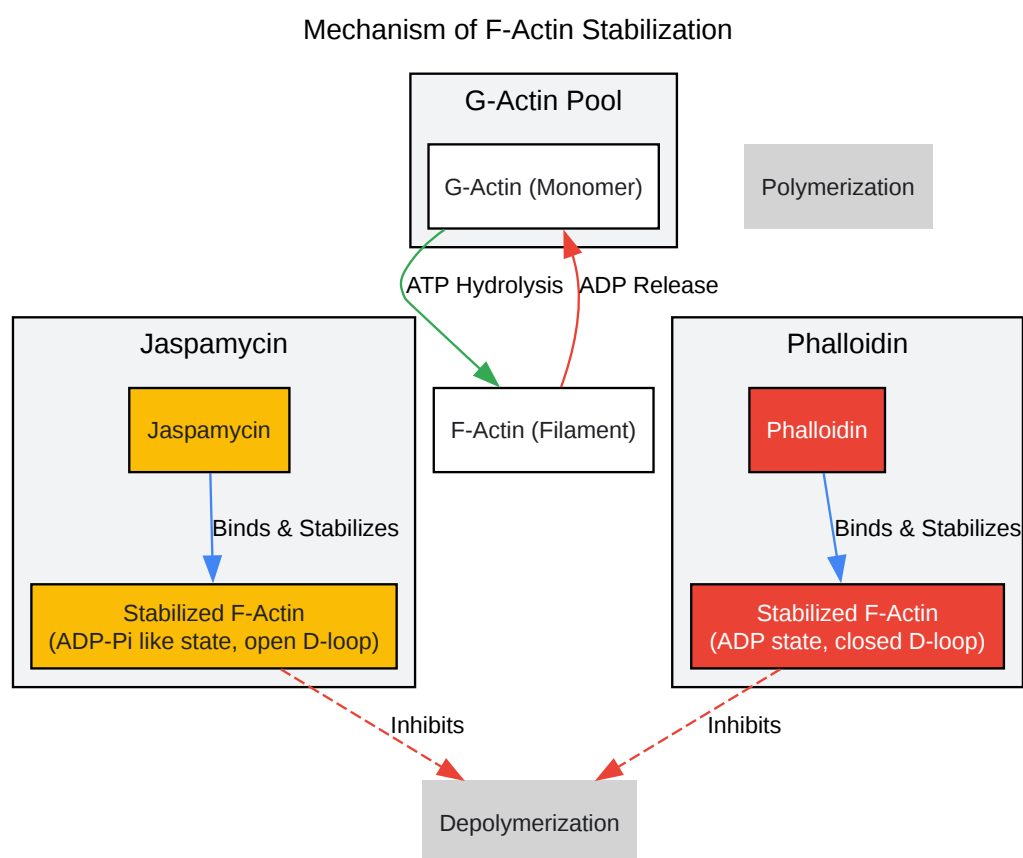 Mechanism of F-Actin Stabilization
G-Actin Pool
G-Actin (Monomer)
Polymerization
ATP Hydrolysis
ADP Release
Jaspamycin
Jaspamycin
Binds & Stabilizes
Stabilized F-Actin
(ADP-Pi like state, open D-loop)
F-Actin (Filament)
Phalloidin
Phalloidin
Binds & Stabilizes
Stabilized F-Actin
(ADP state, closed D-loop)
Inhibits
Inhibits
Depolymerization